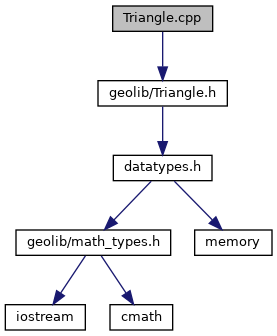 Triangle.cpp
geolib/Triangle.h
datatypes.h
geolib/math_types.h
memory
iostream
cmath